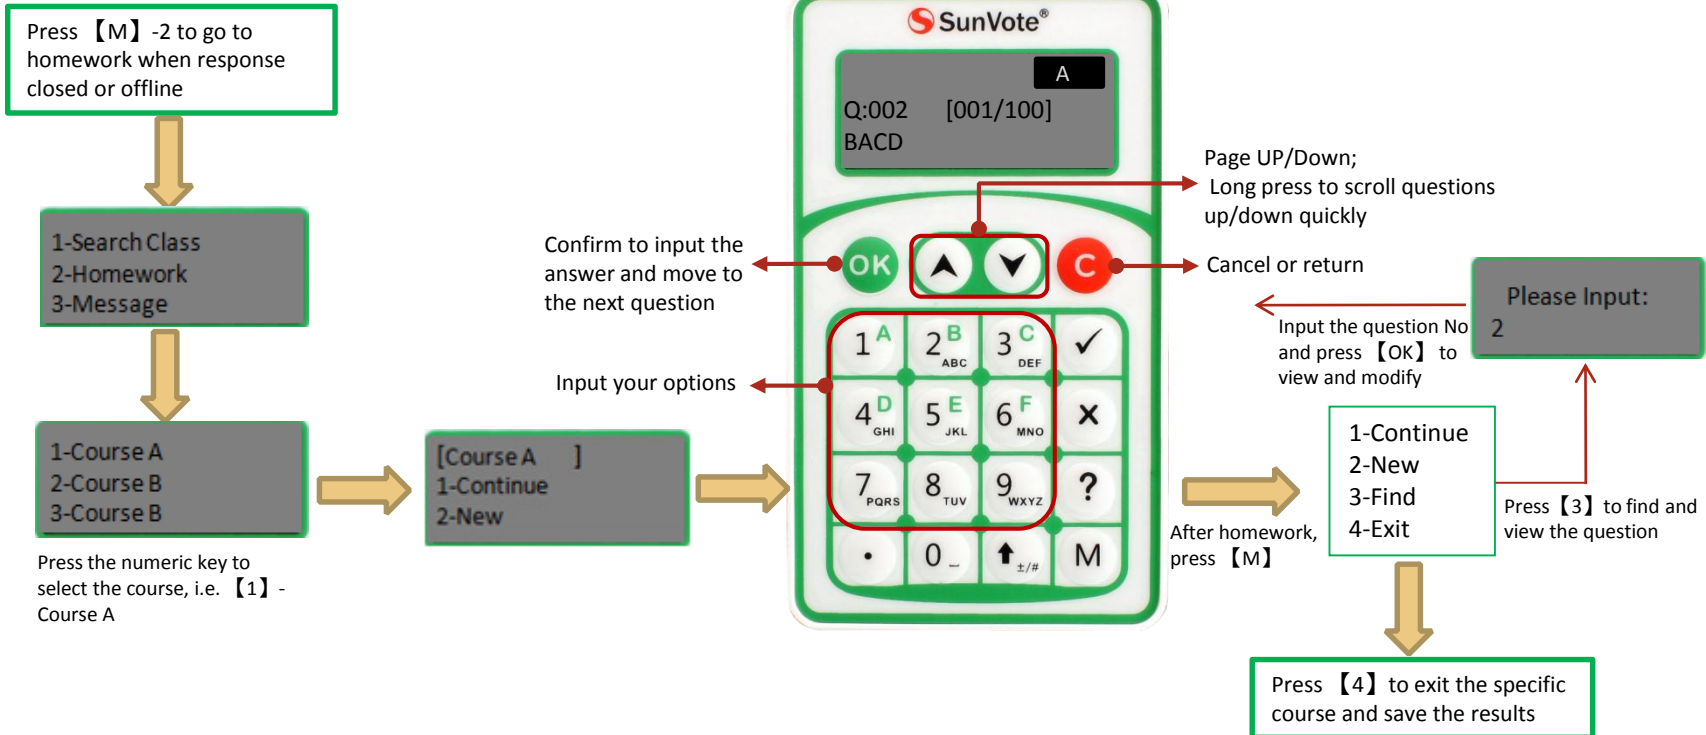 Press 【M】-2 to go to
homework when response
closed or offline
1-Search Class
2-Homework
3-Message
1-Course A
2-Course B
3-Course B
Press the numeric key to
select the course, i.e. 【1】-
Course A
[Course A ]
1-Continue
2-New
SunVote®
A
Q:002 [001/100]
BACD
Confirm to input the
answer and move to
the next question
Input your options
OK
C
1 A
2 B ABC
3 C DEF
✓
4 D GHI
5 E JKL
6 F MNO
×
7 PQRS
8 TUV
9 WXYZ
?
.
0 _
⬆ ±/#
M
Page UP/Down;
Long press to scroll questions
up/down quickly
Cancel or return
Please Input:
2
Input the question No
and press 【OK】 to
view and modify
After homework,
press 【M】
1-Continue
2-New
3-Find
4-Exit
Press 【3】 to find and
view the question
Press 【4】 to exit the specific
course and save the results